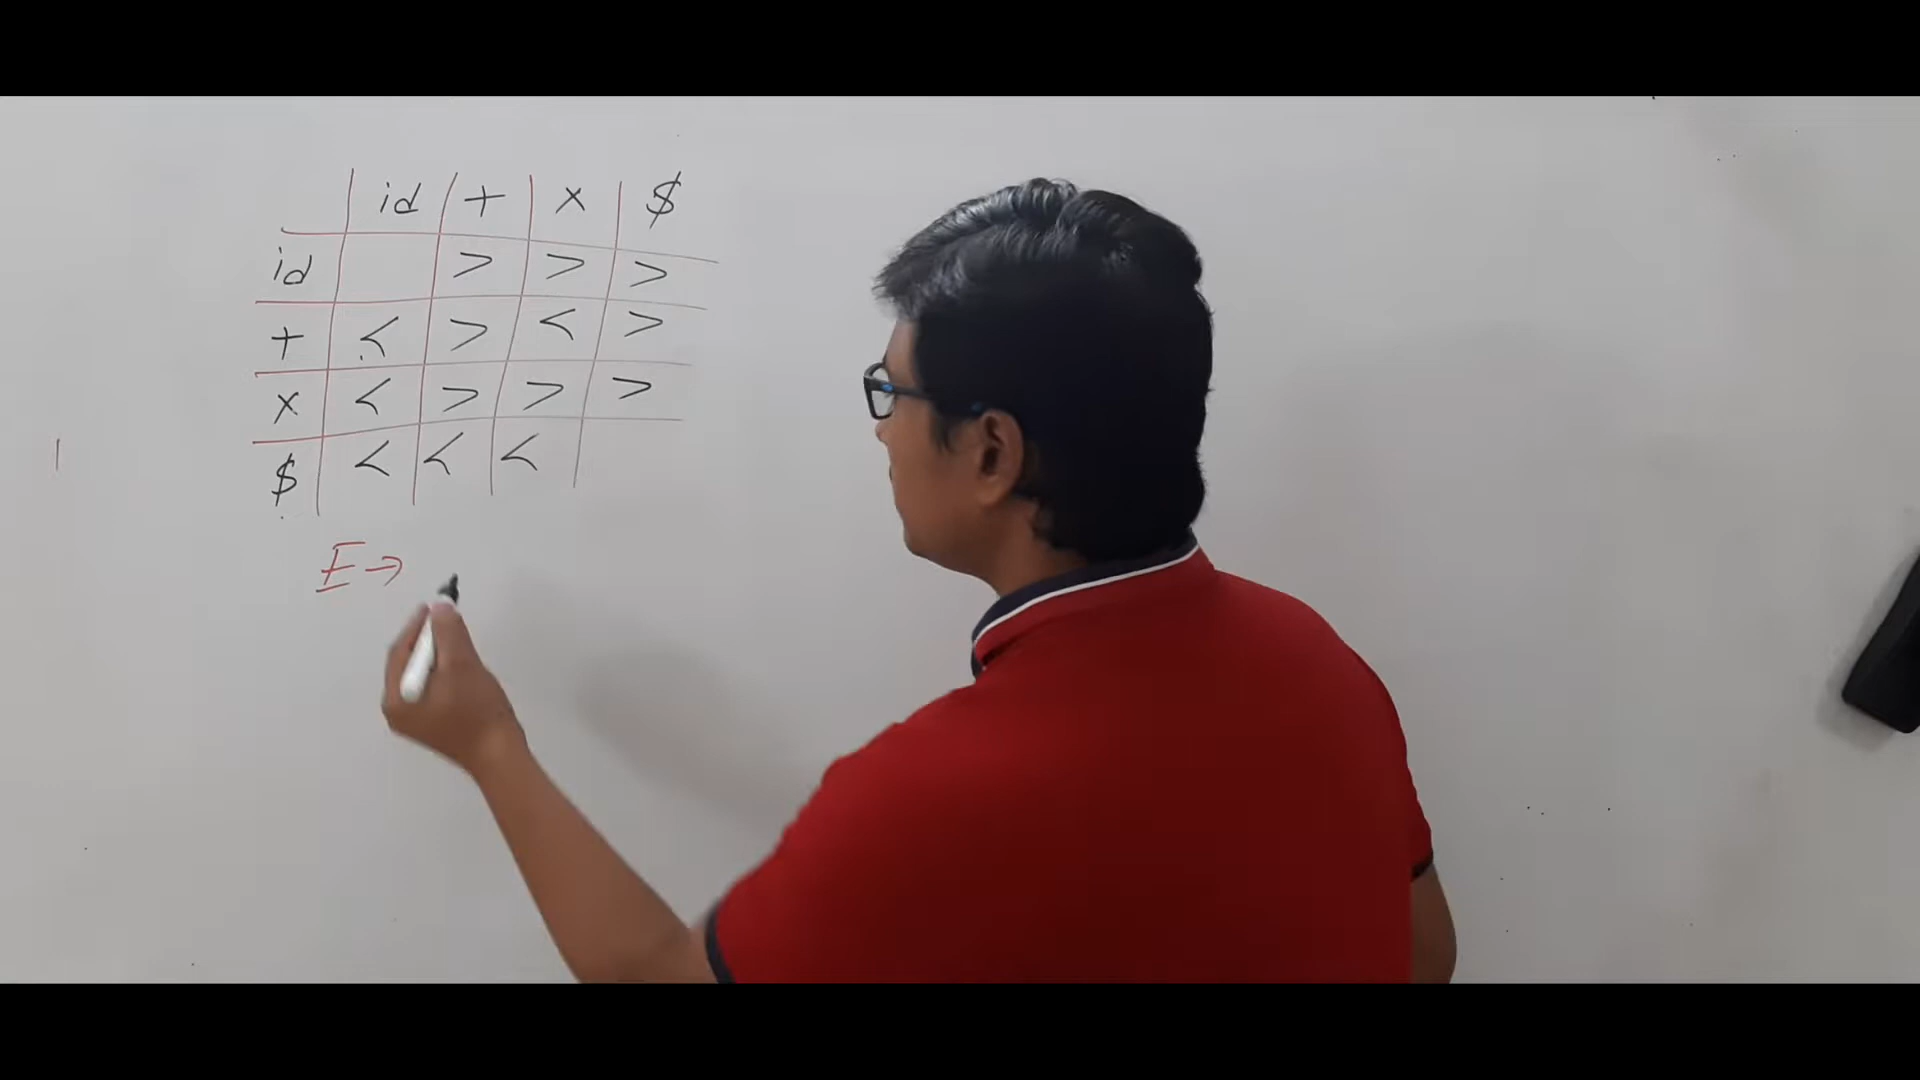 id + x $
id > > >
+ < > < >
x < > > >
$ < < <
E →